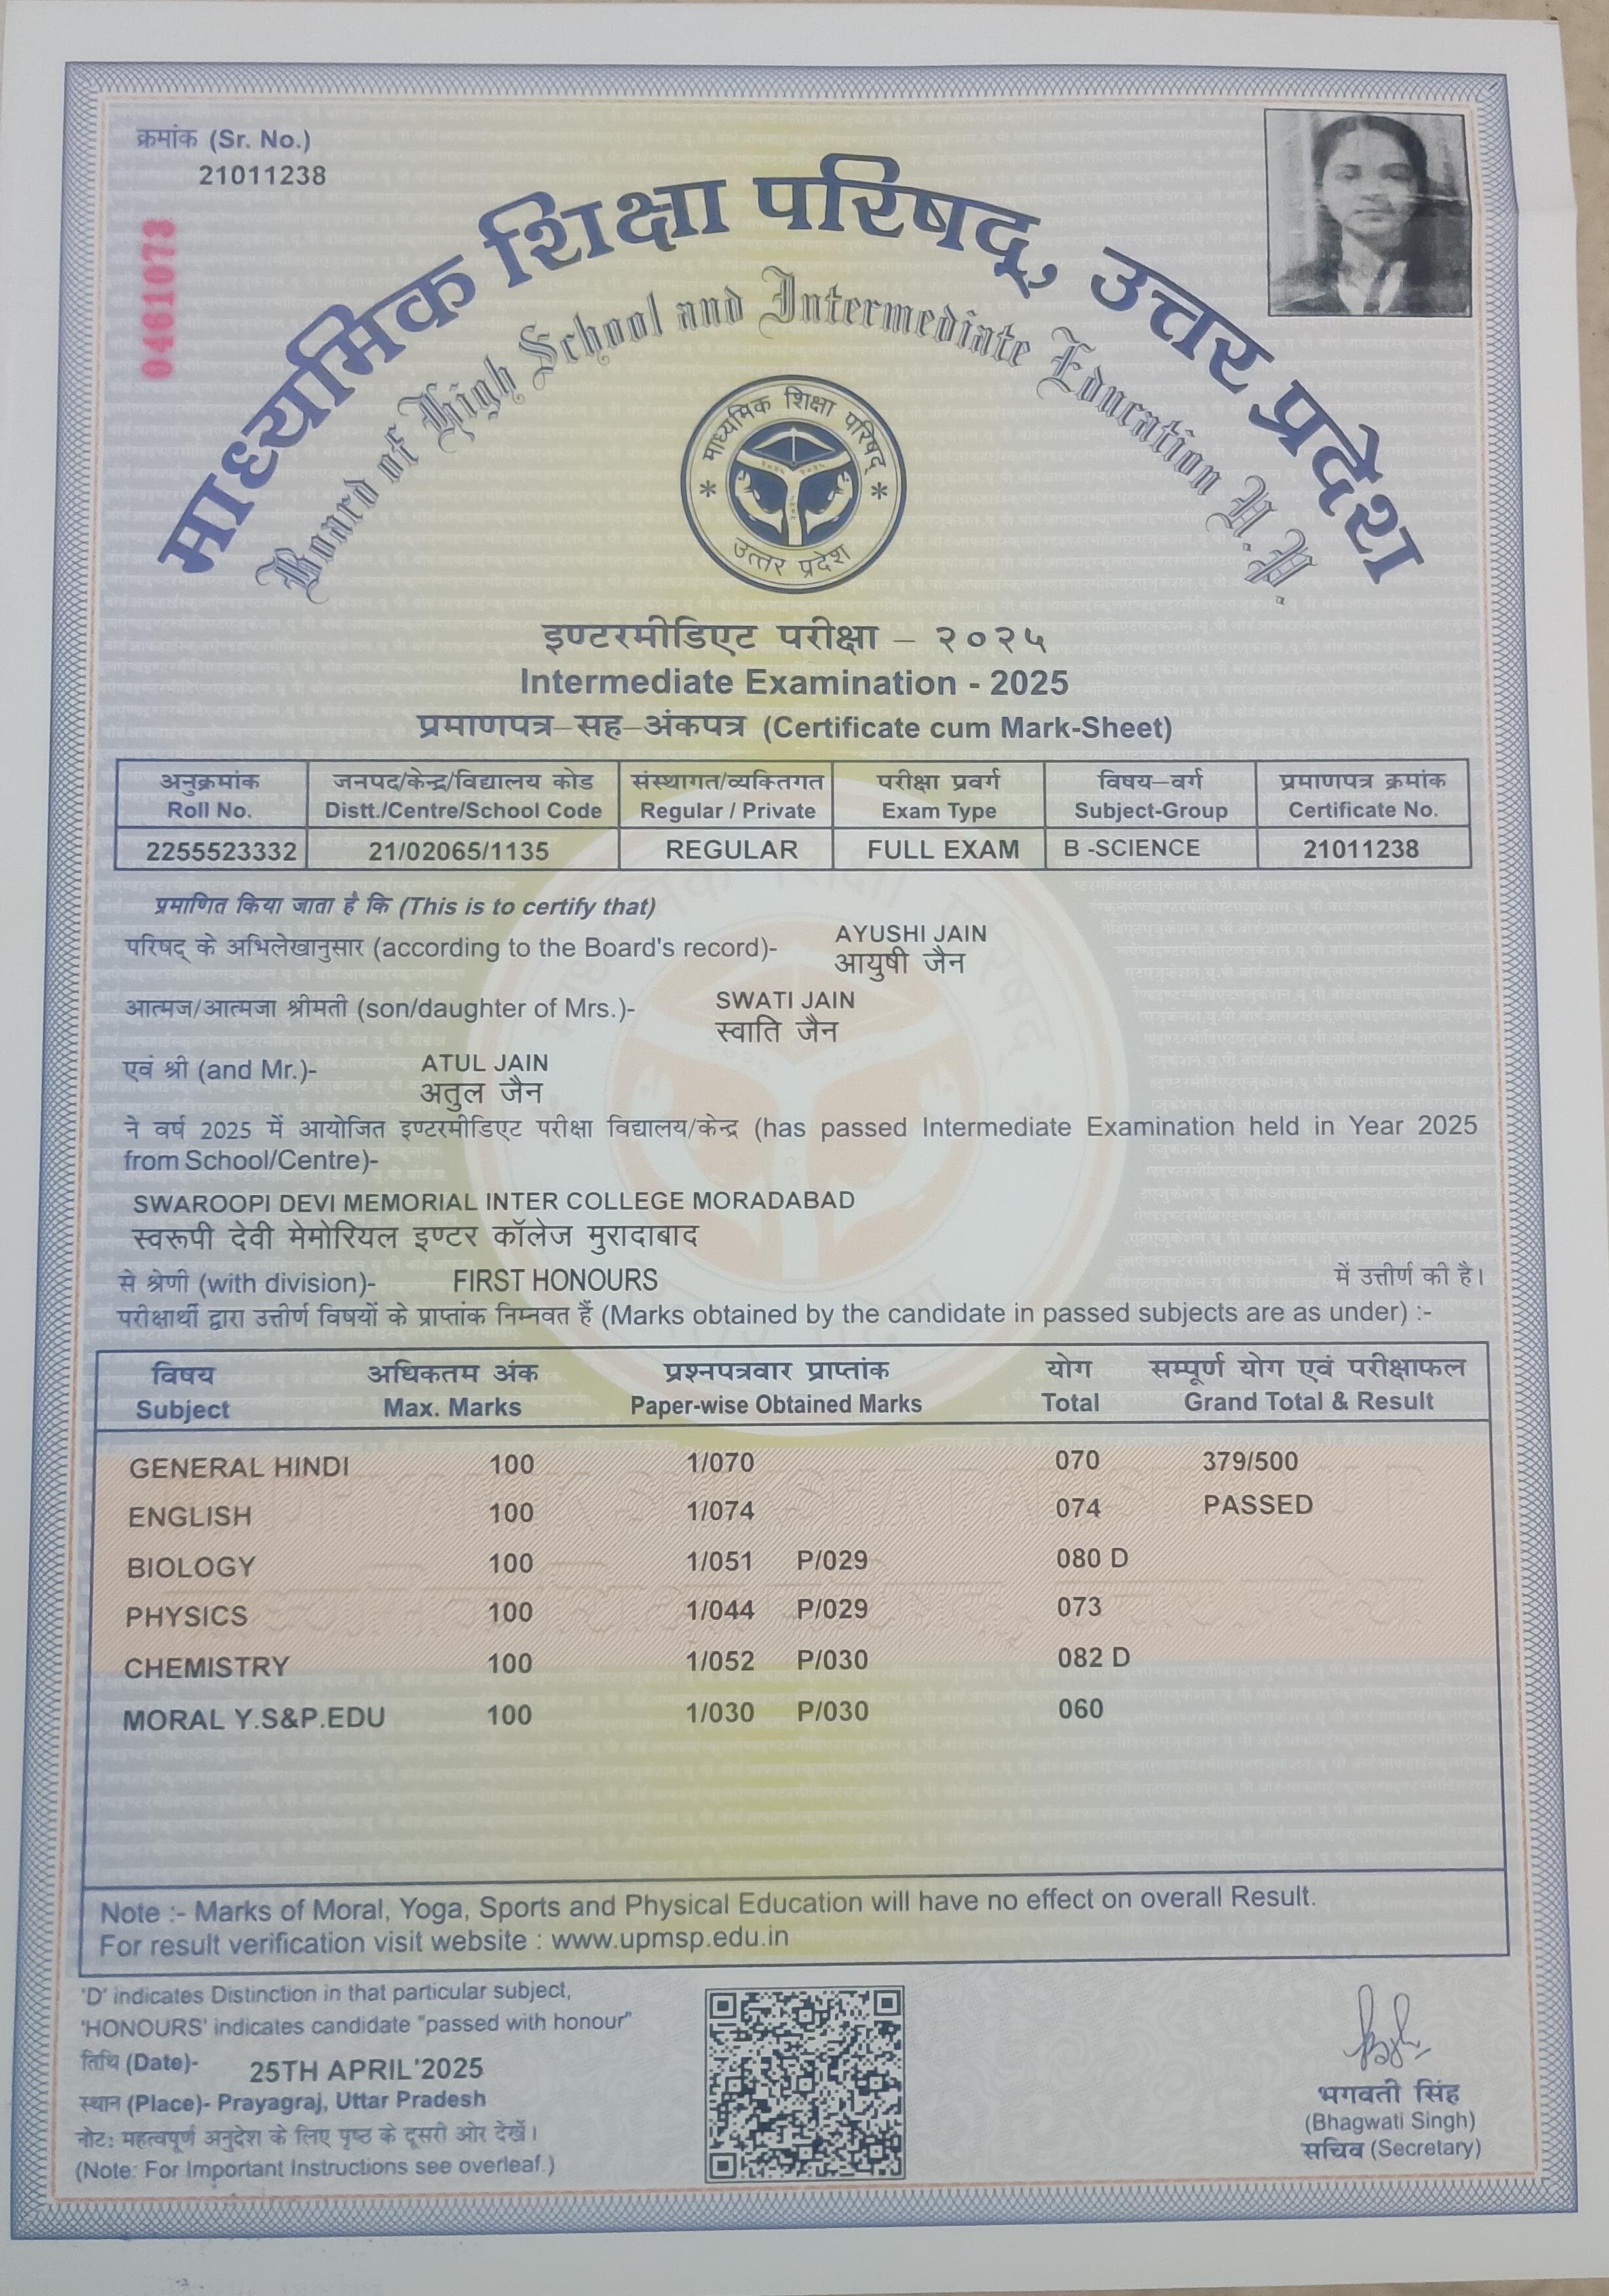 क्रमांक (Sr. No.)
21011238
0461073
माध्यमिक शिक्षा परिषद्, उत्तर प्रदेश
Board of High School and Intermediate Education U.P.
माध्यमिक शिक्षा परिषद्
उत्तर प्रदेश
इण्टरमीडिएट परीक्षा – २०२५
Intermediate Examination - 2025
प्रमाणपत्र–सह–अंकपत्र (Certificate cum Mark-Sheet)
अनुक्रमांक जनपद/केन्द्र/विद्यालय कोड संस्थागत/व्यक्तिगत परीक्षा प्रवर्ग विषय–वर्ग प्रमाणपत्र क्रमांक
Roll No. Distt./Centre/School Code Regular / Private Exam Type Subject-Group Certificate No.
2255523332 21/02065/1135 REGULAR FULL EXAM B -SCIENCE 21011238
प्रमाणित किया जाता है कि (This is to certify that)
परिषद् के अभिलेखानुसार (according to the Board's record)- AYUSHI JAIN
आयुषी जैन
आत्मज/आत्मजा श्रीमती (son/daughter of Mrs.)- SWATI JAIN
स्वाति जैन
एवं श्री (and Mr.)- ATUL JAIN
अतुल जैन
ने वर्ष 2025 में आयोजित इण्टरमीडिएट परीक्षा विद्यालय/केन्द्र (has passed Intermediate Examination held in Year 2025
from School/Centre)-
SWAROOPI DEVI MEMORIAL INTER COLLEGE MORADABAD
स्वरूपी देवी मेमोरियल इण्टर कॉलेज मुरादाबाद
से श्रेणी (with division)- FIRST HONOURS में उत्तीर्ण की है।
परीक्षार्थी द्वारा उत्तीर्ण विषयों के प्राप्तांक निम्नवत हैं (Marks obtained by the candidate in passed subjects are as under) :-
विषय अधिकतम अंक प्रश्नपत्रवार प्राप्तांक योग सम्पूर्ण योग एवं परीक्षाफल
Subject Max. Marks Paper-wise Obtained Marks Total Grand Total & Result
GENERAL HINDI 100 1/070 070 379/500
ENGLISH 100 1/074 074 PASSED
BIOLOGY 100 1/051 P/029 080 D
PHYSICS 100 1/044 P/029 073
CHEMISTRY 100 1/052 P/030 082 D
MORAL Y.S&P.EDU 100 1/030 P/030 060
Note :- Marks of Moral, Yoga, Sports and Physical Education will have no effect on overall Result.
For result verification visit website : www.upmsp.edu.in
'D' indicates Distinction in that particular subject,
'HONOURS' indicates candidate "passed with honour"
तिथि (Date)- 25TH APRIL'2025
स्थान (Place)- Prayagraj, Uttar Pradesh
नोट: महत्वपूर्ण अनुदेश के लिए पृष्ठ के दूसरी ओर देखें।
(Note: For Important Instructions see overleaf.)
भगवती सिंह
(Bhagwati Singh)
सचिव (Secretary)